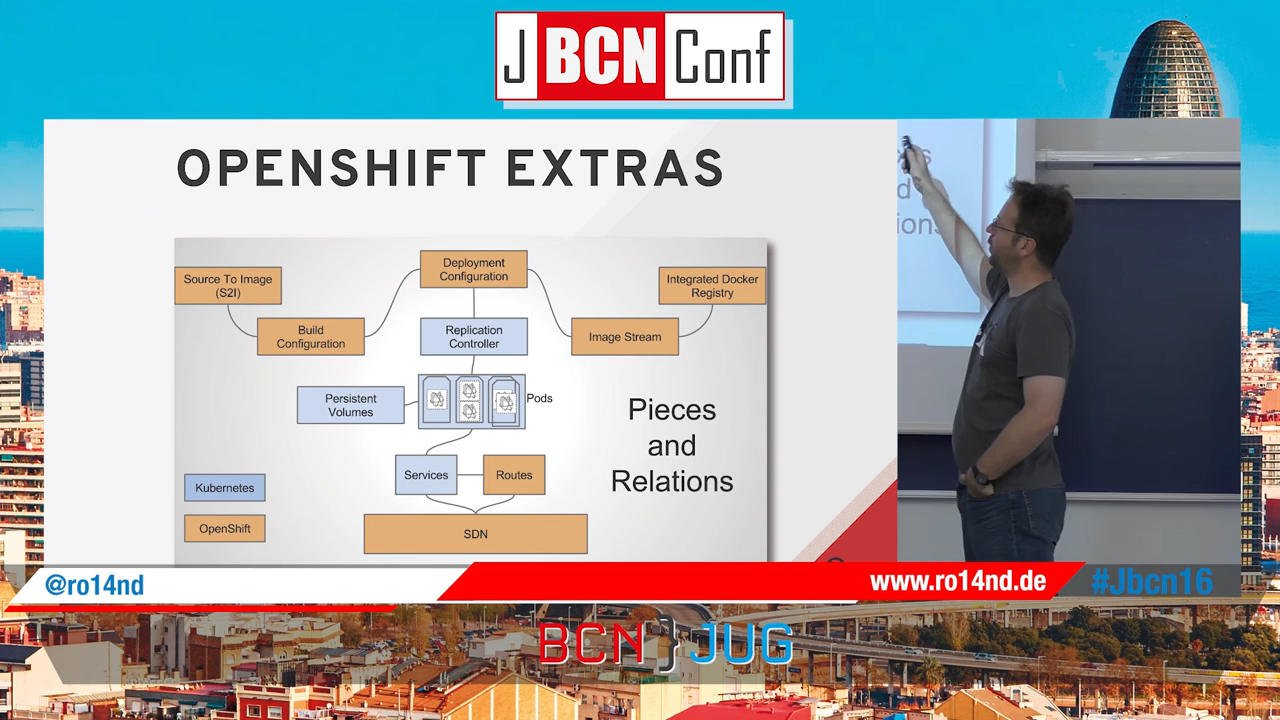 J BCN Conf
OPENSHIFT EXTRAS
Source To Image
(S2I)
Deployment
Configuration
Integrated Docker
Registry
Build
Configuration
Replication
Controller
Image Stream
Persistent
Volumes
Pods
Pieces
and
Relations
Kubernetes
Services
Routes
OpenShift
SDN
@ro14nd
www.ro14nd.de
#Jbcn16
BCN JUG